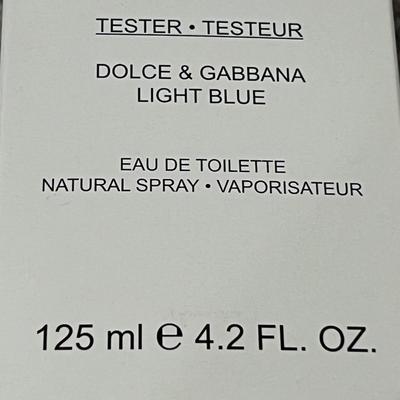 TESTER • TESTEUR
DOLCE & GABBANA
LIGHT BLUE
EAU DE TOILETTE
NATURAL SPRAY • VAPORISATEUR
125 ml ℮ 4.2 FL. OZ.